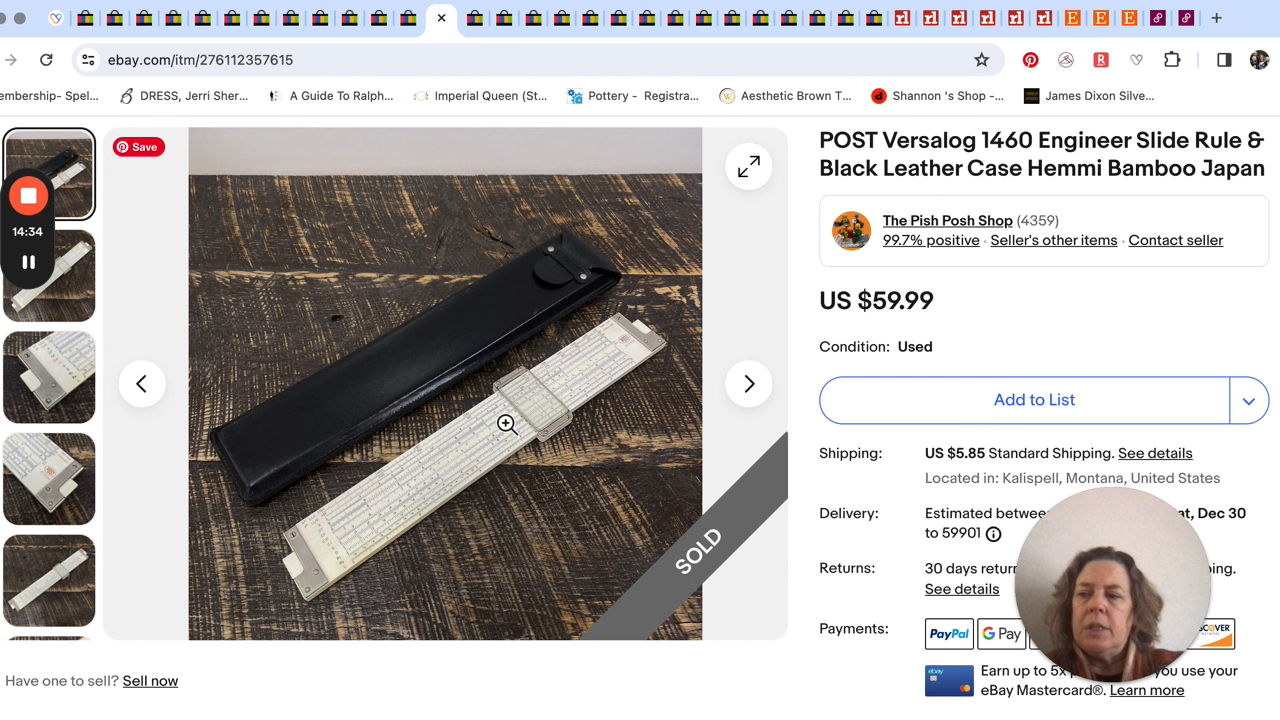 ebay.com/itm/276112357615
embership- Spel...
DRESS, Jerri Sher...
A Guide To Ralph...
Imperial Queen (St...
Pottery - Registra...
Aesthetic Brown T...
Shannon 's Shop -...
James Dixon Silve...
Save
14:34
SOLD
Have one to sell? Sell now
POST Versalog 1460 Engineer Slide Rule &
Black Leather Case Hemmi Bamboo Japan
The Pish Posh Shop (4359)
99.7% positive · Seller's other items · Contact seller
US $59.99
Condition: Used
Add to List
Shipping: US $5.85 Standard Shipping. See details
Located in: Kalispell, Montana, United States
Delivery: Estimated betwee at, Dec 30
to 59901
Returns: 30 days retur ping.
See details
Payments: PayPal G Pay COVER
ebay Earn up to 5x p you use your
eBay Mastercard®. Learn more